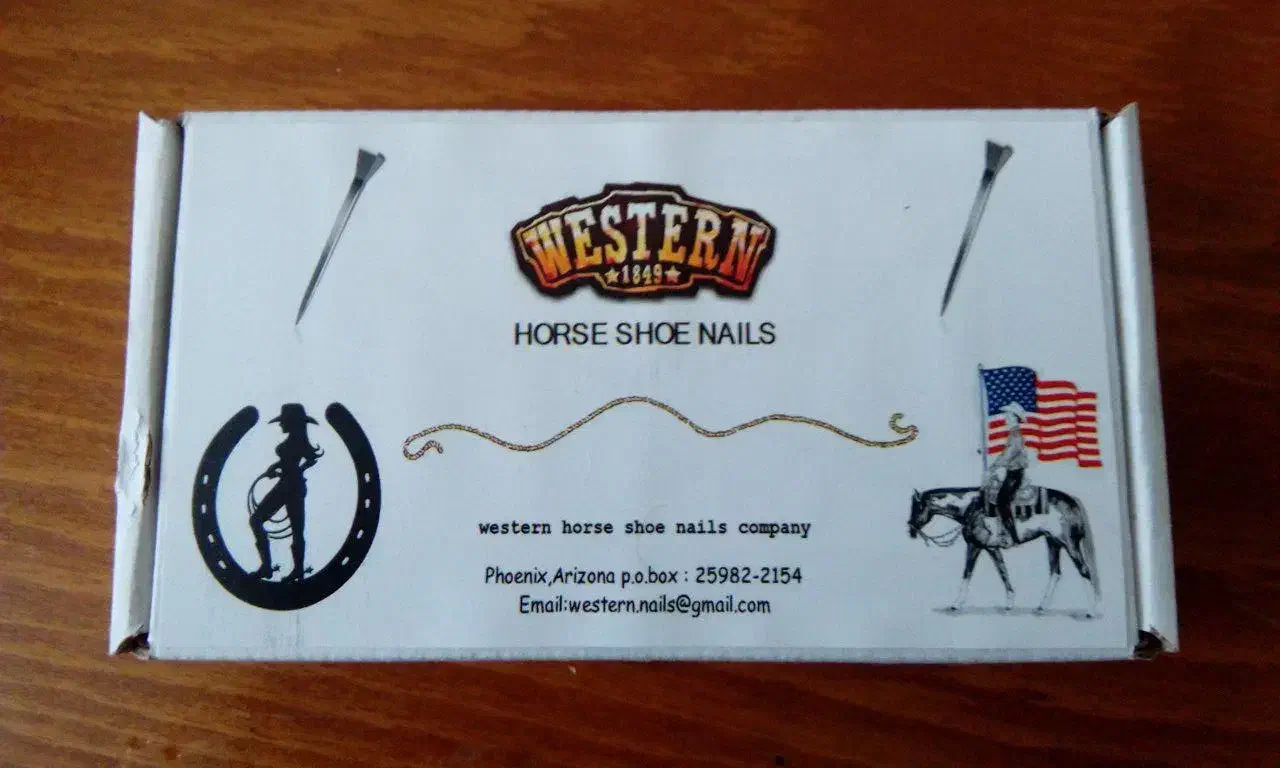 WESTERN
★1849★
HORSE SHOE NAILS
western horse shoe nails company
Phoenix,Arizona p.o.box : 25982-2154
Email:western.nails@gmail.com